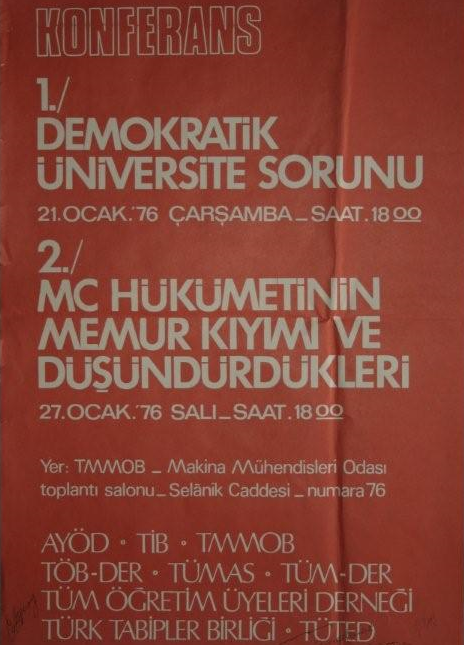 KONFERANS
1./
DEMOKRATİK
ÜNİVERSİTE SORUNU
21.OCAK.'76 ÇARŞAMBA_SAAT.18 00
2./
MC HÜKÜMETİNİN
MEMUR KIYIMI VE
DÜŞÜNDÜRDÜKLERİ
27.OCAK.'76 SALI_SAAT.18 00
Yer: TMMOB _ Makina Mühendisleri Odası
toplantı salonu_ Selânik Caddesi _ numara 76
AYÖD • TİB • TMMOB
TÖB-DER • TÜMAS • TÜM-DER
TÜM ÖĞRETİM ÜYELERİ DERNEĞİ
TÜRK TABİPLER BİRLİĞİ • TÜTED